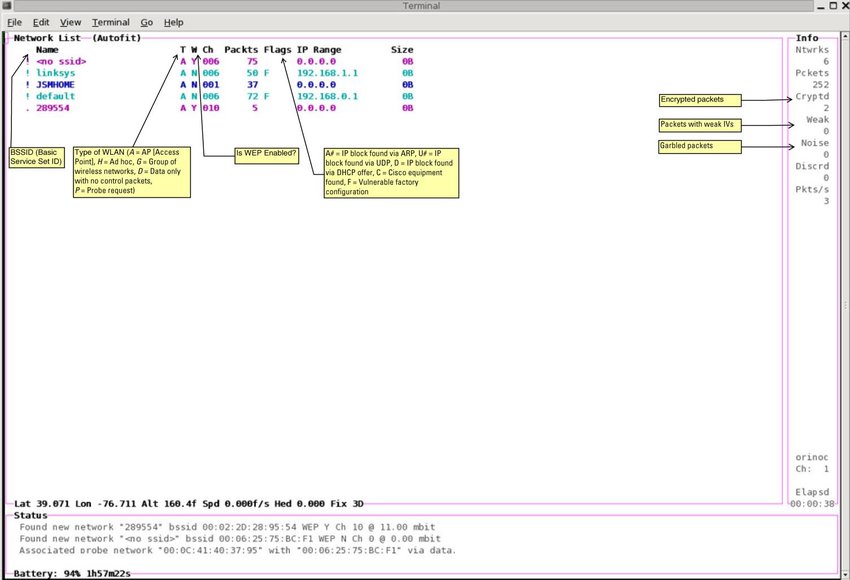 Terminal
File Edit View Terminal Go Help
Network List (Autofit)
Name T W Ch Packts Flags IP Range Size
! <no ssid> A Y 006 75 0.0.0.0 0B
! linksys A N 006 50 F 192.168.1.1 0B
! JSMHOME A N 001 37 0.0.0.0 0B
! default A N 006 72 F 192.168.0.1 0B
. 289554 A Y 010 5 0.0.0.0 0B
BSSID (Basic
Service Set ID)
Type of WLAN (A = AP [Access
Point], H = Ad hoc, G = Group of
wireless networks, D = Data only
with no control packets,
P = Probe request)
Is WEP Enabled?
A# = IP block found via ARP, U# = IP
block found via UDP, D = IP block found
via DHCP offer, C = Cisco equipment
found, F = Vulnerable factory
configuration
Encrypted packets
Packets with weak IVs
Garbled packets
Info
Ntwrks
6
Pckets
252
Cryptd
2
Weak
0
Noise
0
Discrd
0
Pkts/s
3
orinoc
Ch: 1
Elapsd
00:00:38
Lat 39.071 Lon -76.711 Alt 160.4f Spd 0.000f/s Hed 0.000 Fix 3D
Status
Found new network "289554" bssid 00:02:2D:28:95:54 WEP Y Ch 10 @ 11.00 mbit
Found new network "<no ssid>" bssid 00:06:25:75:BC:F1 WEP N Ch 0 @ 0.00 mbit
Associated probe network "00:0C:41:40:37:95" with "00:06:25:75:BC:F1" via data.
Battery: 94% 1h57m22s